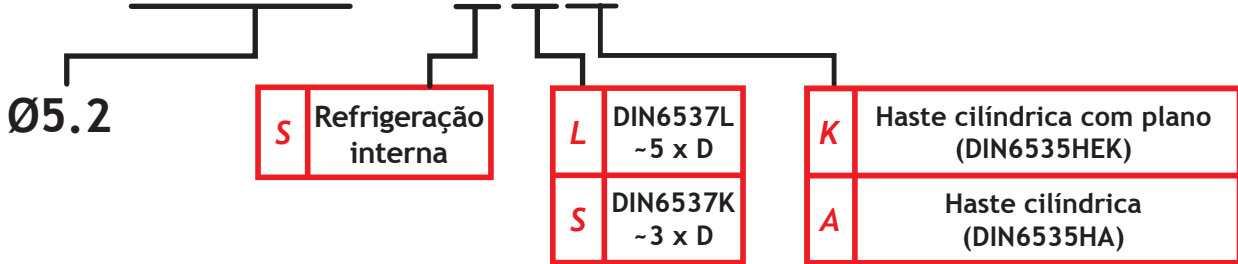 Ø5.2
S
Refrigeração
interna
L
DIN6537L
~5 x D
S
DIN6537K
~3 x D
K
Haste cilíndrica com plano
(DIN6535HEK)
A
Haste cilíndrica
(DIN6535HA)